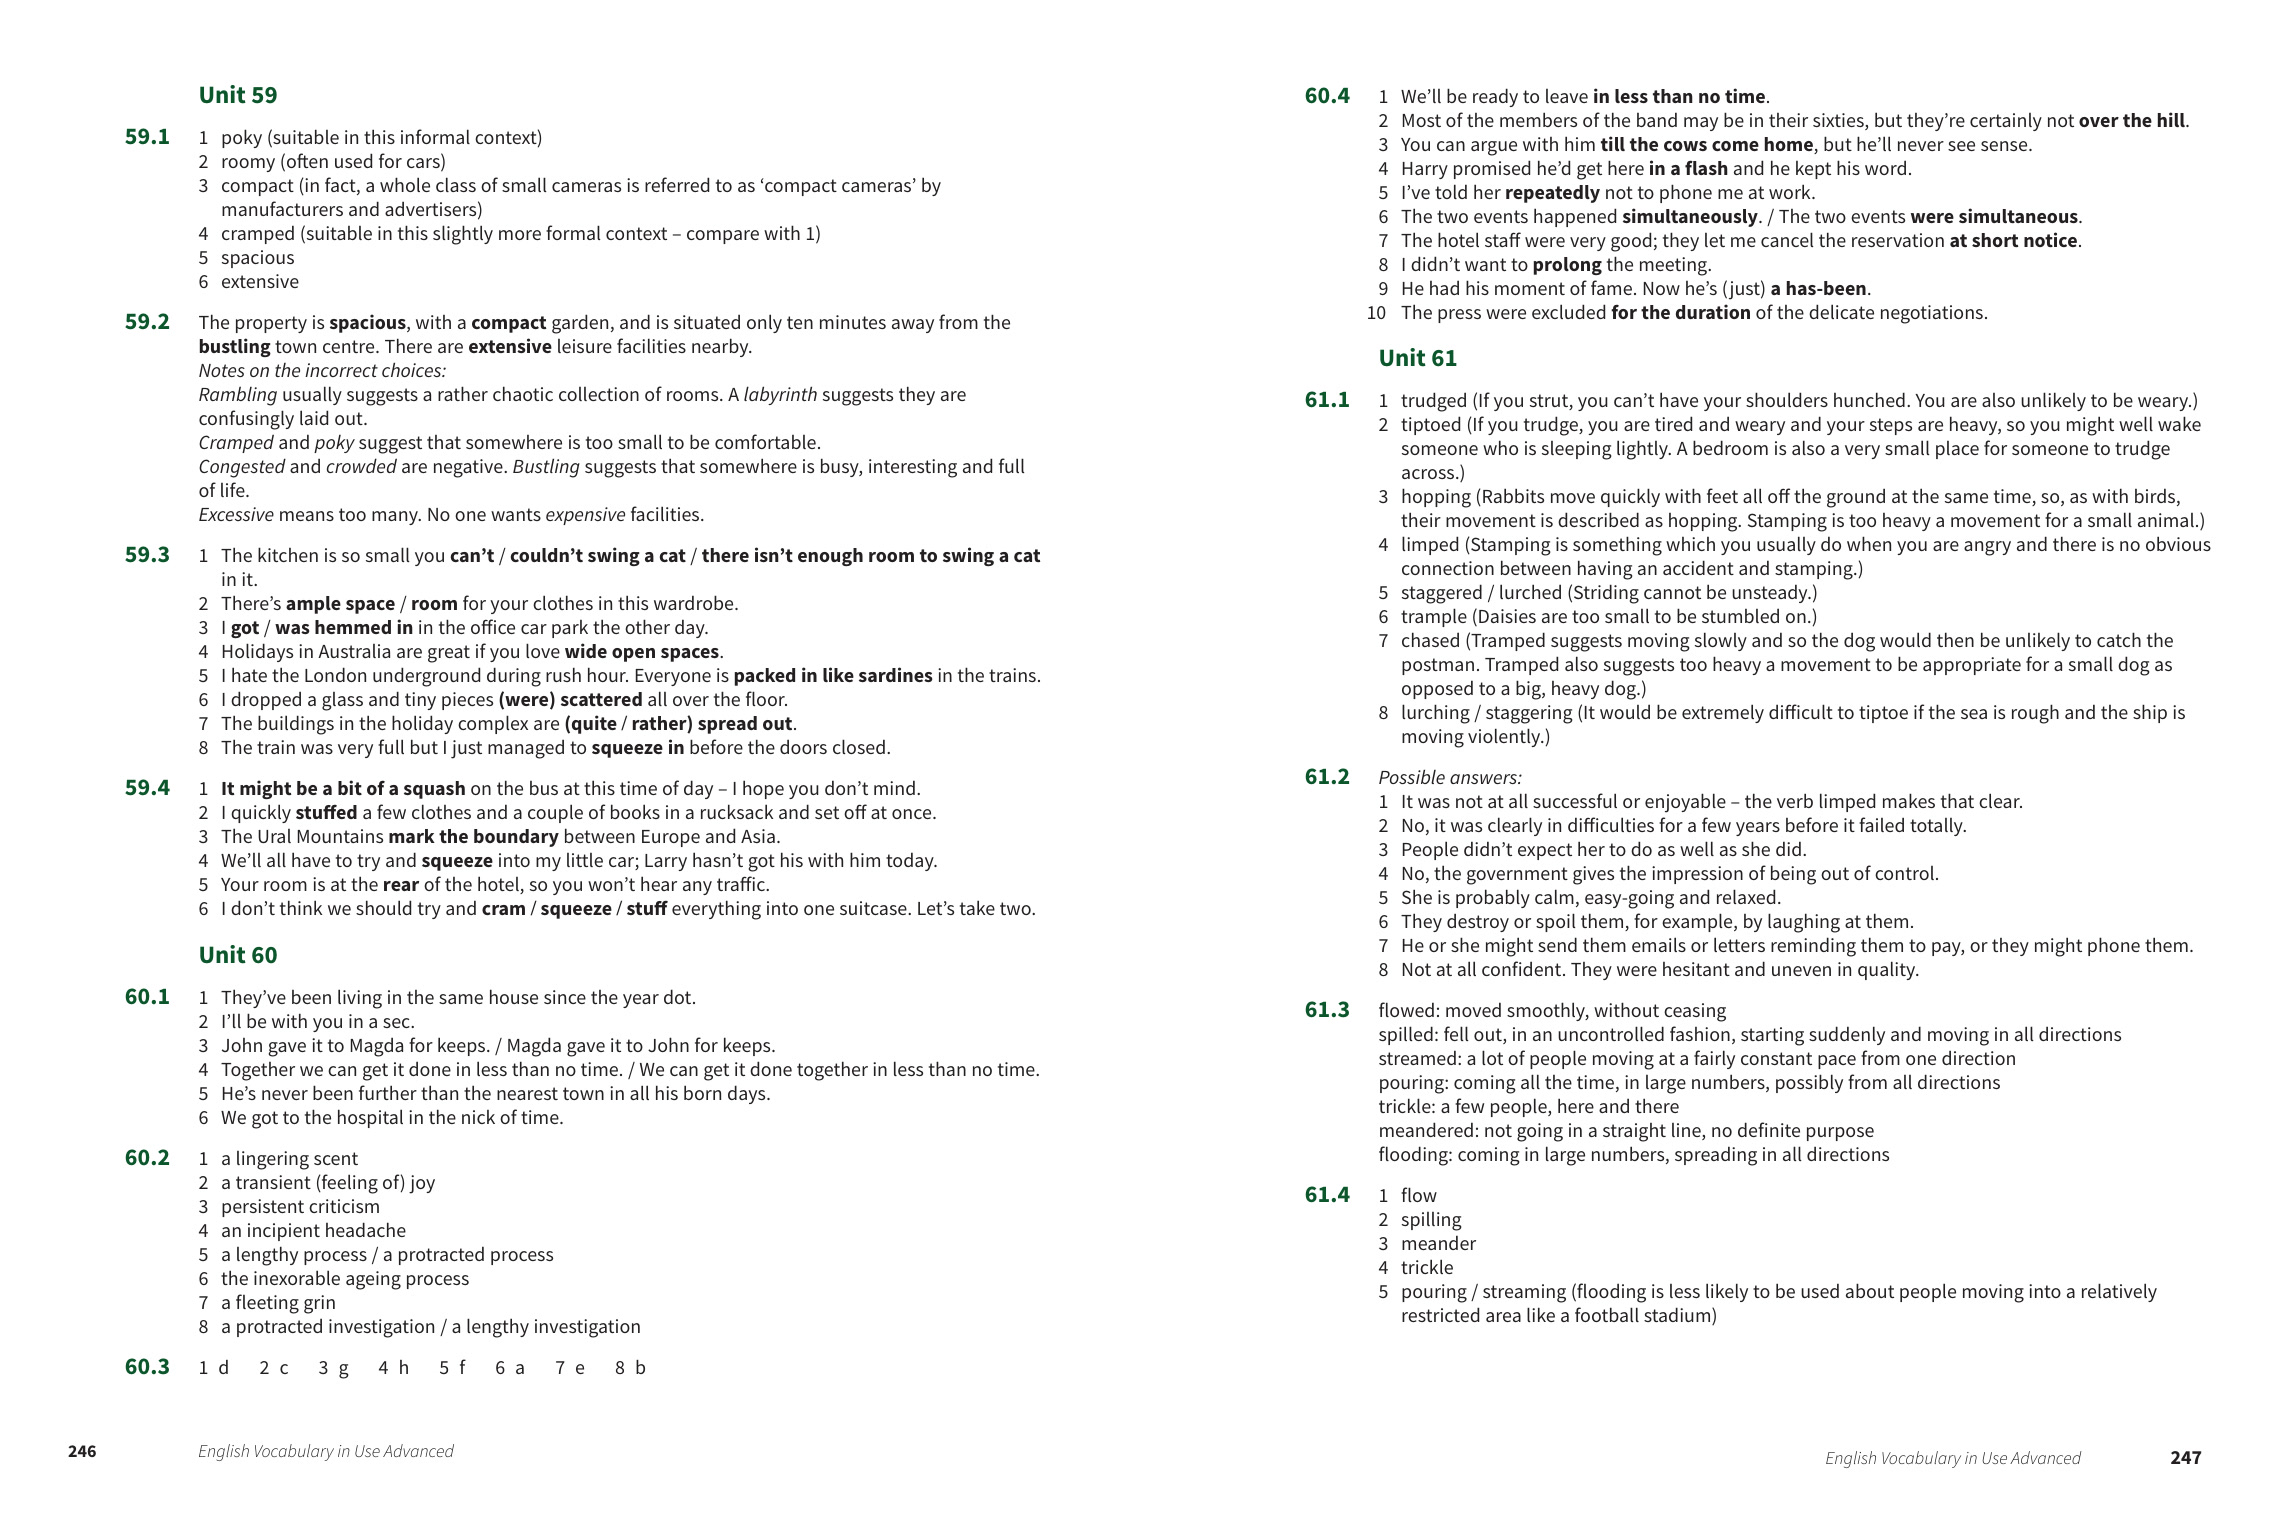 Unit 59
59.1 1 poky (suitable in this informal context)
2 roomy (often used for cars)
3 compact (in fact, a whole class of small cameras is referred to as ‘compact cameras’ by
manufacturers and advertisers)
4 cramped (suitable in this slightly more formal context – compare with 1)
5 spacious
6 extensive
59.2 The property is spacious, with a compact garden, and is situated only ten minutes away from the
bustling town centre. There are extensive leisure facilities nearby.
Notes on the incorrect choices:
Rambling usually suggests a rather chaotic collection of rooms. A labyrinth suggests they are
confusingly laid out.
Cramped and poky suggest that somewhere is too small to be comfortable.
Congested and crowded are negative. Bustling suggests that somewhere is busy, interesting and full
of life.
Excessive means too many. No one wants expensive facilities.
59.3 1 The kitchen is so small you can’t / couldn’t swing a cat / there isn’t enough room to swing a cat
in it.
2 There’s ample space / room for your clothes in this wardrobe.
3 I got / was hemmed in in the office car park the other day.
4 Holidays in Australia are great if you love wide open spaces.
5 I hate the London underground during rush hour. Everyone is packed in like sardines in the trains.
6 I dropped a glass and tiny pieces (were) scattered all over the floor.
7 The buildings in the holiday complex are (quite / rather) spread out.
8 The train was very full but I just managed to squeeze in before the doors closed.
59.4 1 It might be a bit of a squash on the bus at this time of day – I hope you don’t mind.
2 I quickly stuffed a few clothes and a couple of books in a rucksack and set off at once.
3 The Ural Mountains mark the boundary between Europe and Asia.
4 We’ll all have to try and squeeze into my little car; Larry hasn’t got his with him today.
5 Your room is at the rear of the hotel, so you won’t hear any traffic.
6 I don’t think we should try and cram / squeeze / stuff everything into one suitcase. Let’s take two.
Unit 60
60.1 1 They’ve been living in the same house since the year dot.
2 I’ll be with you in a sec.
3 John gave it to Magda for keeps. / Magda gave it to John for keeps.
4 Together we can get it done in less than no time. / We can get it done together in less than no time.
5 He’s never been further than the nearest town in all his born days.
6 We got to the hospital in the nick of time.
60.2 1 a lingering scent
2 a transient (feeling of) joy
3 persistent criticism
4 an incipient headache
5 a lengthy process / a protracted process
6 the inexorable ageing process
7 a fleeting grin
8 a protracted investigation / a lengthy investigation
60.3 1 d 2 c 3 g 4 h 5 f 6 a 7 e 8 b
246 English Vocabulary in Use Advanced
60.4 1 We’ll be ready to leave in less than no time.
2 Most of the members of the band may be in their sixties, but they’re certainly not over the hill.
3 You can argue with him till the cows come home, but he’ll never see sense.
4 Harry promised he’d get here in a flash and he kept his word.
5 I’ve told her repeatedly not to phone me at work.
6 The two events happened simultaneously. / The two events were simultaneous.
7 The hotel staff were very good; they let me cancel the reservation at short notice.
8 I didn’t want to prolong the meeting.
9 He had his moment of fame. Now he’s (just) a has-been.
10 The press were excluded for the duration of the delicate negotiations.
Unit 61
61.1 1 trudged (If you strut, you can’t have your shoulders hunched. You are also unlikely to be weary.)
2 tiptoed (If you trudge, you are tired and weary and your steps are heavy, so you might well wake
someone who is sleeping lightly. A bedroom is also a very small place for someone to trudge
across.)
3 hopping (Rabbits move quickly with feet all off the ground at the same time, so, as with birds,
their movement is described as hopping. Stamping is too heavy a movement for a small animal.)
4 limped (Stamping is something which you usually do when you are angry and there is no obvious
connection between having an accident and stamping.)
5 staggered / lurched (Striding cannot be unsteady.)
6 trample (Daisies are too small to be stumbled on.)
7 chased (Tramped suggests moving slowly and so the dog would then be unlikely to catch the
postman. Tramped also suggests too heavy a movement to be appropriate for a small dog as
opposed to a big, heavy dog.)
8 lurching / staggering (It would be extremely difficult to tiptoe if the sea is rough and the ship is
moving violently.)
61.2 Possible answers:
1 It was not at all successful or enjoyable – the verb limped makes that clear.
2 No, it was clearly in difficulties for a few years before it failed totally.
3 People didn’t expect her to do as well as she did.
4 No, the government gives the impression of being out of control.
5 She is probably calm, easy-going and relaxed.
6 They destroy or spoil them, for example, by laughing at them.
7 He or she might send them emails or letters reminding them to pay, or they might phone them.
8 Not at all confident. They were hesitant and uneven in quality.
61.3 flowed: moved smoothly, without ceasing
spilled: fell out, in an uncontrolled fashion, starting suddenly and moving in all directions
streamed: a lot of people moving at a fairly constant pace from one direction
pouring: coming all the time, in large numbers, possibly from all directions
trickle: a few people, here and there
meandered: not going in a straight line, no definite purpose
flooding: coming in large numbers, spreading in all directions
61.4 1 flow
2 spilling
3 meander
4 trickle
5 pouring / streaming (flooding is less likely to be used about people moving into a relatively
restricted area like a football stadium)
English Vocabulary in Use Advanced 247